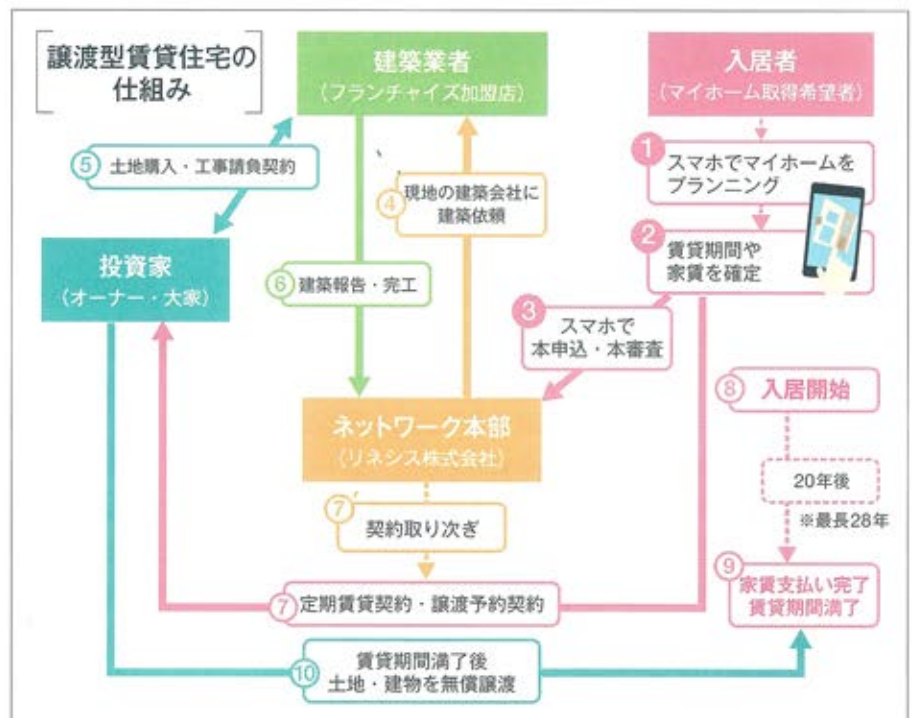 譲渡型賃貸住宅の
仕組み
建築業者
(フランチャイズ加盟店)
入居者
(マイホーム取得希望者)
① スマホでマイホームを
プランニング
② 賃貸期間や
家賃を確定
③ スマホで
本申込・本審査
④ 現地の建築会社に
建築依頼
⑤ 土地購入・工事請負契約
投資家
(オーナー・大家)
⑥ 建築報告・完工
ネットワーク本部
(リネシス株式会社)
⑦' 契約取り次ぎ
⑦ 定期賃貸契約・譲渡予約契約
⑧ 入居開始
20年後
※最長28年
⑨ 家賃支払い完了
賃貸期間満了
⑩ 賃貸期間満了後
土地・建物を無償譲渡